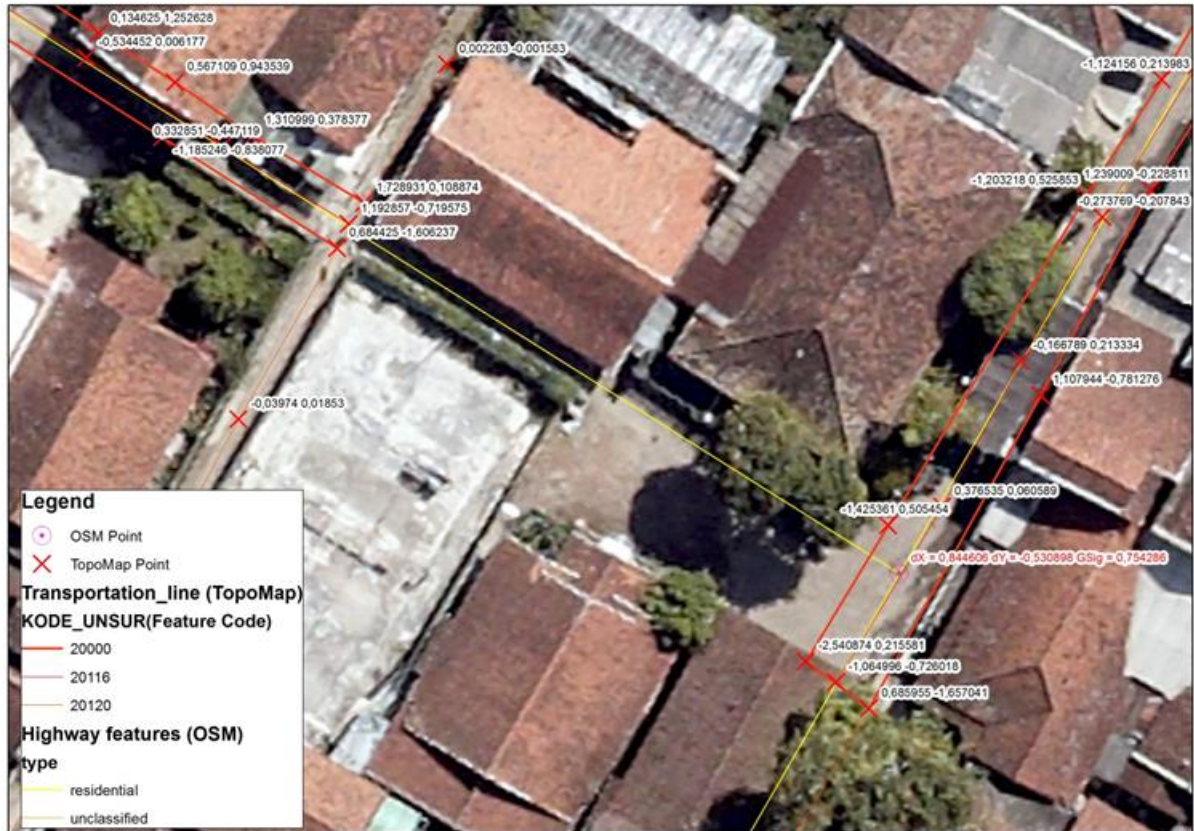 0,134625 1,252628
-0,534452 0,006177
0,567109 0,943539
0,002263 -0,001583
-1,124156 0,213983
1,310999 0,378377
0,332851 -0,447119
-1,185246 -0,838077
1,728931 0,108874
1,192857 -0,719575
0,684425 -1,606237
-1,203218 0,525853
1,239009 -0,228811
-0,273769 -0,207843
-0,166789 0,213334
1,107944 -0,781276
-0,03974 0,01853
0,376535 0,060589
-1,425361 0,505454
dX = 0,844606 dY = -0,530898 GSig = 0,754286
-2,540874 0,215581
-1,064996 -0,726018
0,685955 -1,657041
Legend
OSM Point
TopoMap Point
Transportation_line (TopoMap)
KODE_UNSUR(Feature Code)
20000
20116
20120
Highway features (OSM)
type
residential
unclassified